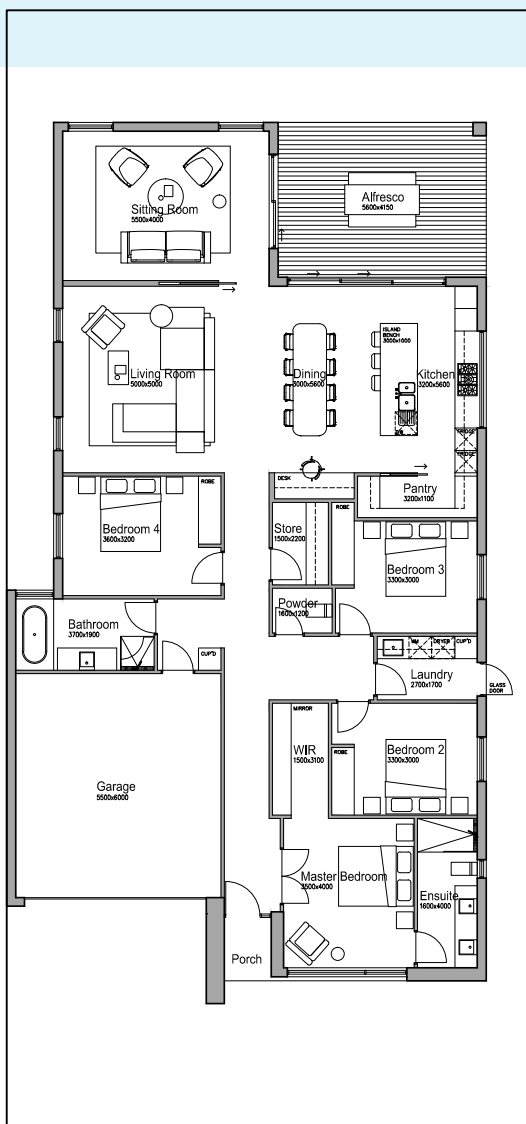 Sitting Room
5500x4000
Alfresco
5600x4150
Living Room
5000x5000
Dining
3000x5600
ISLAND
BENCH
3000x1000
Kitchen
3200x5600
FRIDGE
FRIDGE
DESK
Pantry
3200x1100
Bedroom 4
3600x3200
ROBE
Store
1500x2200
ROBE
Bedroom 3
3300x3000
Powder
1600x1200
Bathroom
3700x1900
CUP'D
WM
DRYER
CUP'D
Laundry
2700x1700
GLASS
DOOR
MIRROR
WIR
1500x3100
ROBE
Bedroom 2
3300x3000
Garage
5500x6000
Master Bedroom
3500x4000
Ensuite
1600x4000
Porch